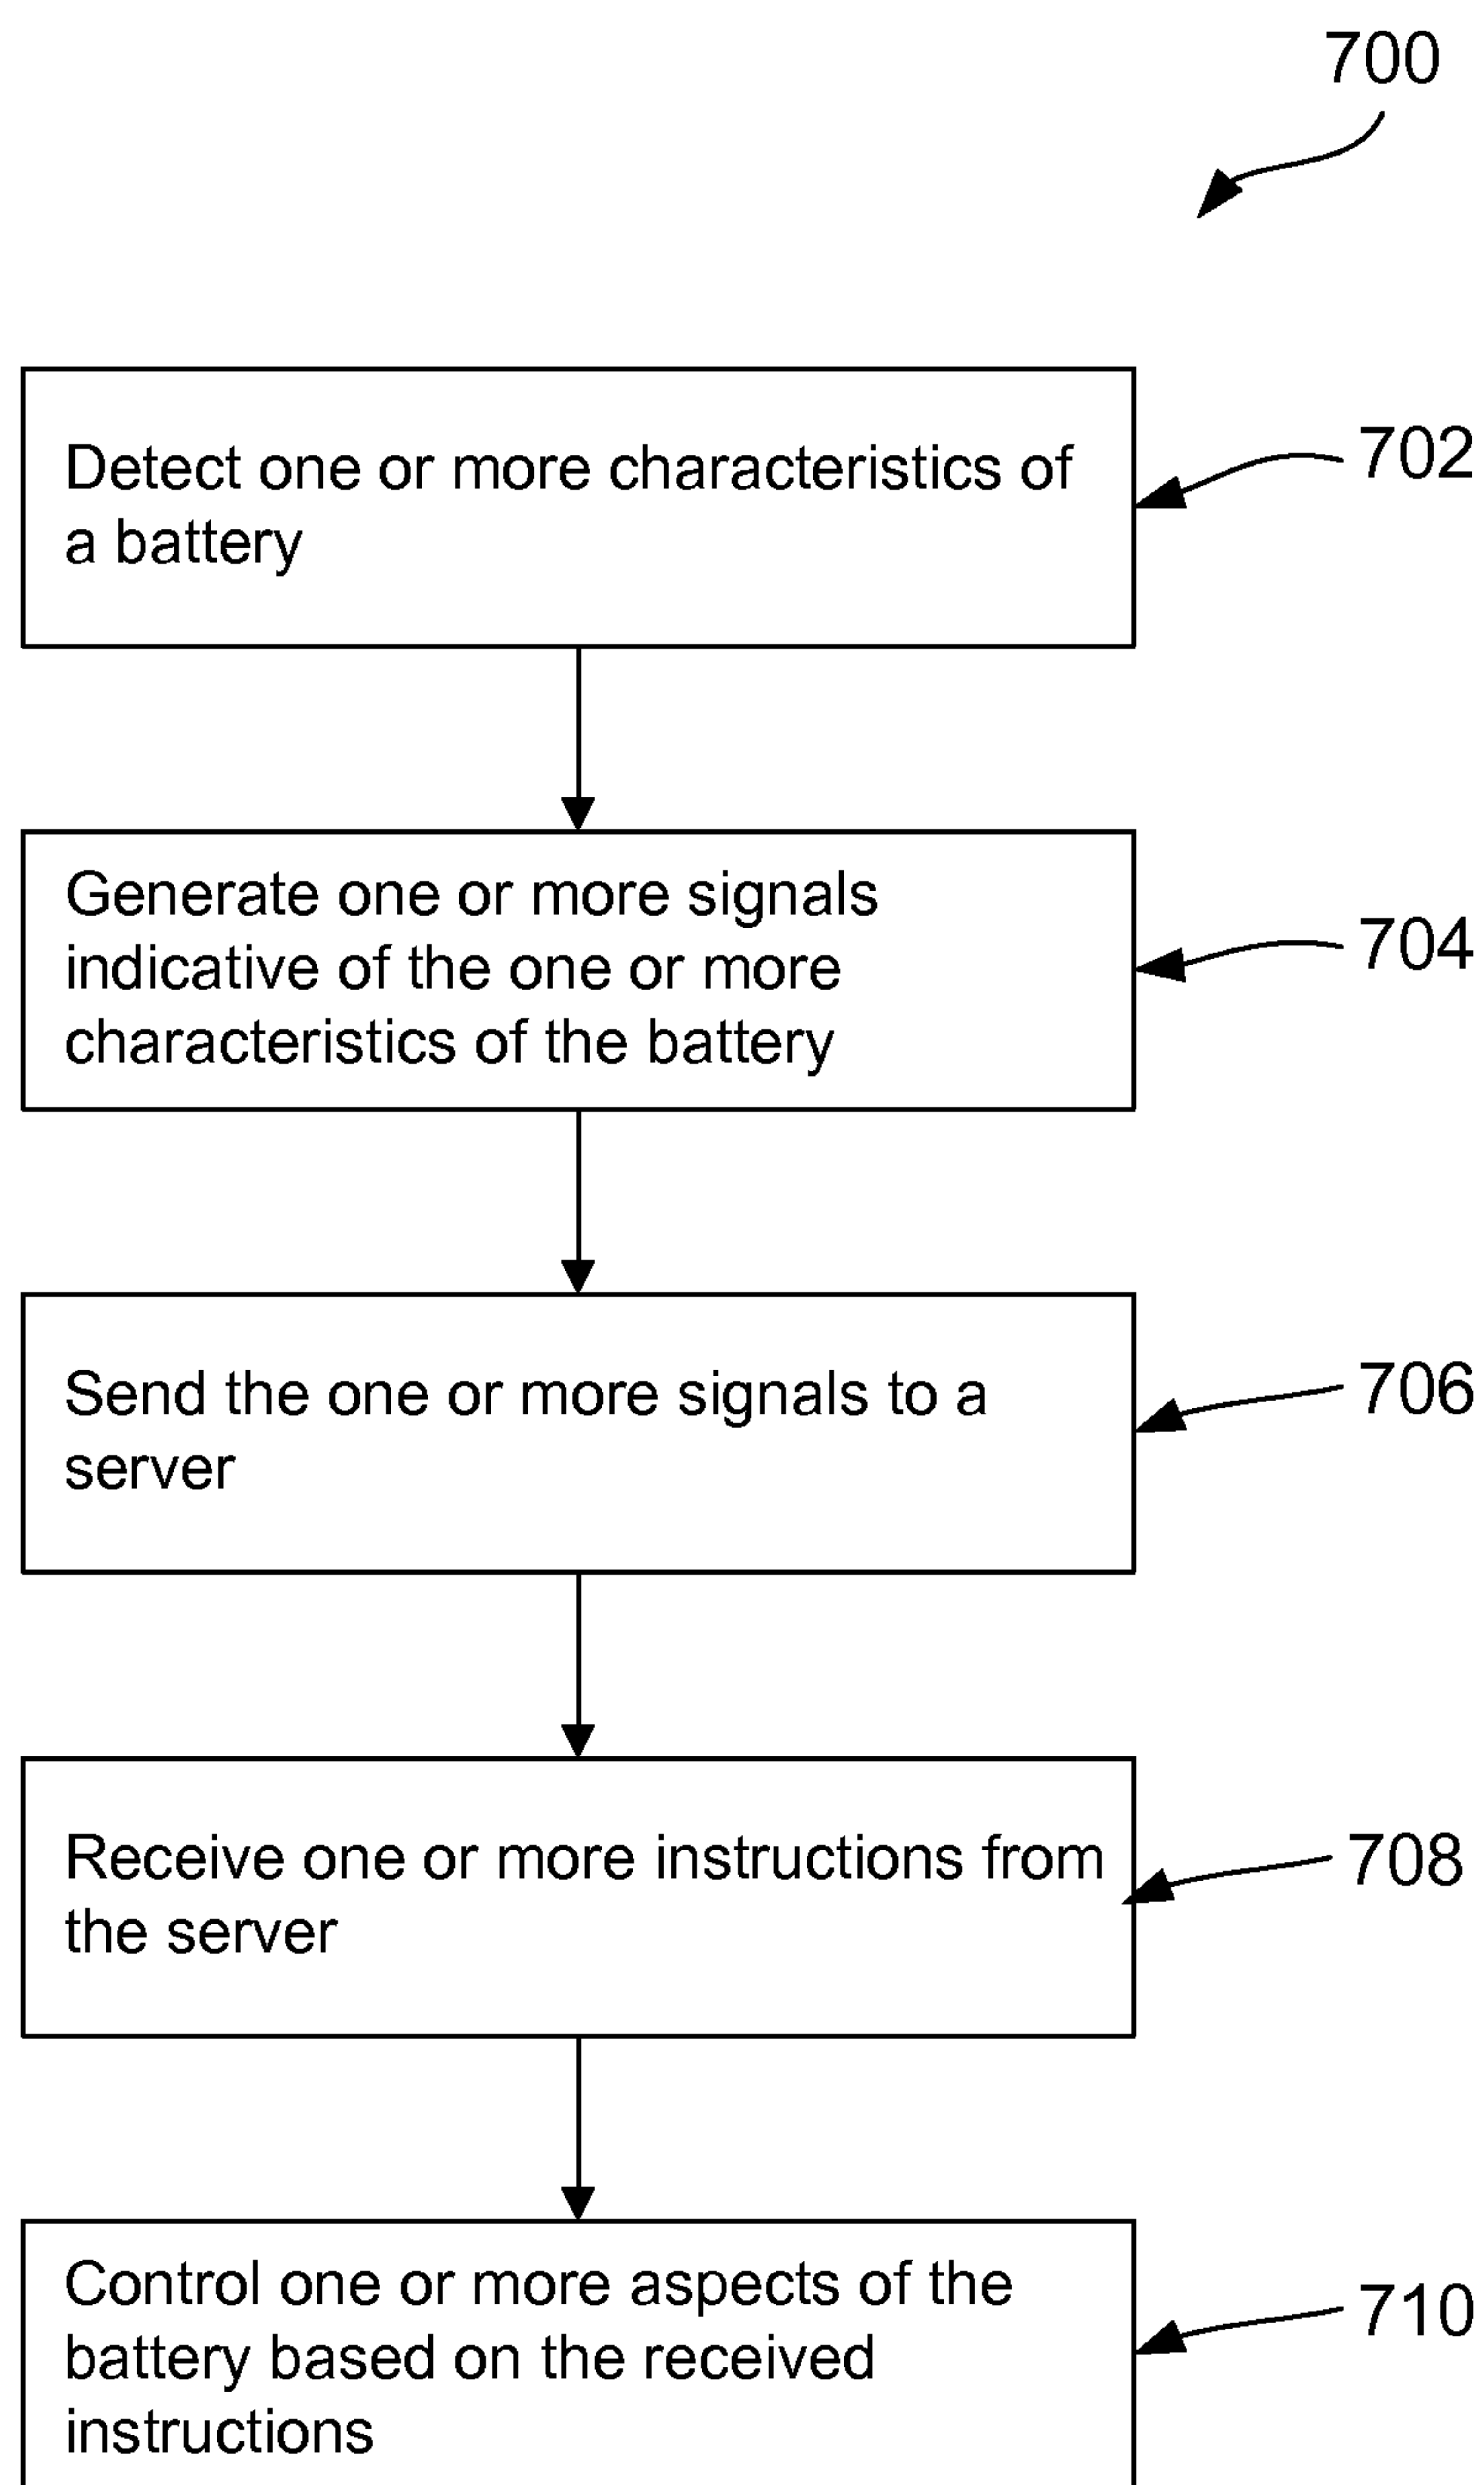 700
Detect one or more characteristics of
a battery
702
Generate one or more signals
indicative of the one or more
characteristics of the battery
704
Send the one or more signals to a
server
706
Receive one or more instructions from
the server
708
Control one or more aspects of the
battery based on the received
instructions
710